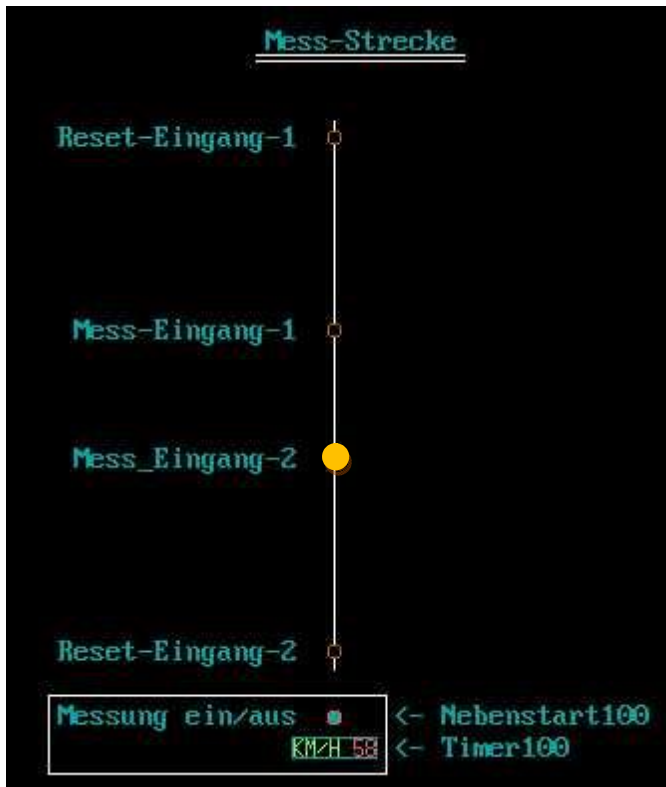 Mess-Strecke
Reset-Eingang-1
Mess-Eingang-1
Mess_Eingang-2
Reset-Eingang-2
Messung ein/aus <- Nebenstart100
KM/H 58 <- Timer100